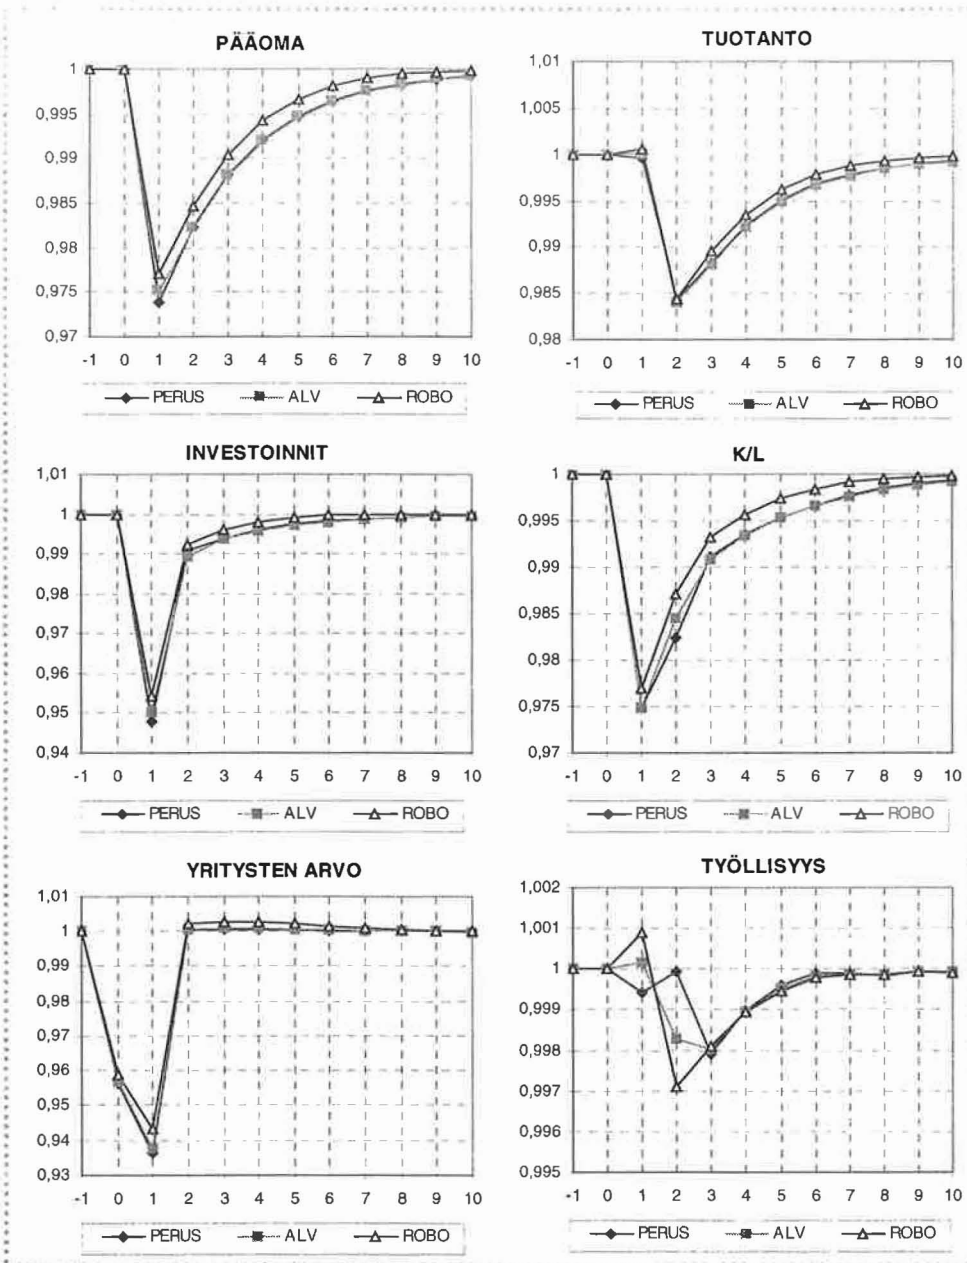 PÄÄOMA
1
0,995
0,99
0,985
0,98
0,975
0,97
-1 0 1 2 3 4 5 6 7 8 9 10
PERUS ALV ROBO
TUOTANTO
1,01
1,005
1
0,995
0,99
0,985
0,98
-1 0 1 2 3 4 5 6 7 8 9 10
PERUS ALV ROBO
INVESTOINNIT
1,01
1
0,99
0,98
0,97
0,96
0,95
0,94
-1 0 1 2 3 4 5 6 7 8 9 10
PERUS ALV ROBO
K/L
1
0,995
0,99
0,985
0,98
0,975
0,97
-1 0 1 2 3 4 5 6 7 8 9 10
PERUS ALV ROBO
YRITYSTEN ARVO
1,01
1
0,99
0,98
0,97
0,96
0,95
0,94
0,93
-1 0 1 2 3 4 5 6 7 8 9 10
PERUS ALV ROBO
TYÖLLISYYS
1,002
1,001
1
0,999
0,998
0,997
0,996
0,995
-1 0 1 2 3 4 5 6 7 8 9 10
PERUS ALV ROBO